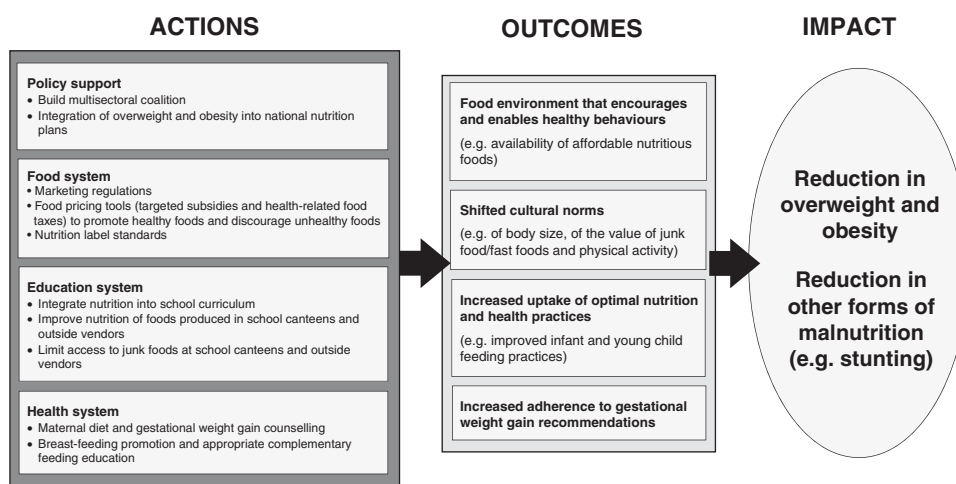 ACTIONS
Policy support
• Build multisectoral coalition
• Integration of overweight and obesity into national nutrition
plans
Food system
• Marketing regulations
• Food pricing tools (targeted subsidies and health-related food
taxes) to promote healthy foods and discourage unhealthy foods
• Nutrition label standards
Education system
• Integrate nutrition into school curriculum
• Improve nutrition of foods produced in school canteens and
outside vendors
• Limit access to junk foods at school canteens and outside
vendors
Health system
• Maternal diet and gestational weight gain counselling
• Breast-feeding promotion and appropriate complementary
feeding education
OUTCOMES
Food environment that encourages
and enables healthy behaviours
(e.g. availability of affordable nutritious
foods)
Shifted cultural norms
(e.g. of body size, of the value of junk
food/fast foods and physical activity)
Increased uptake of optimal nutrition
and health practices
(e.g. improved infant and young child
feeding practices)
Increased adherence to gestational
weight gain recommendations
IMPACT
Reduction in
overweight and
obesity
Reduction in
other forms of
malnutrition
(e.g. stunting)